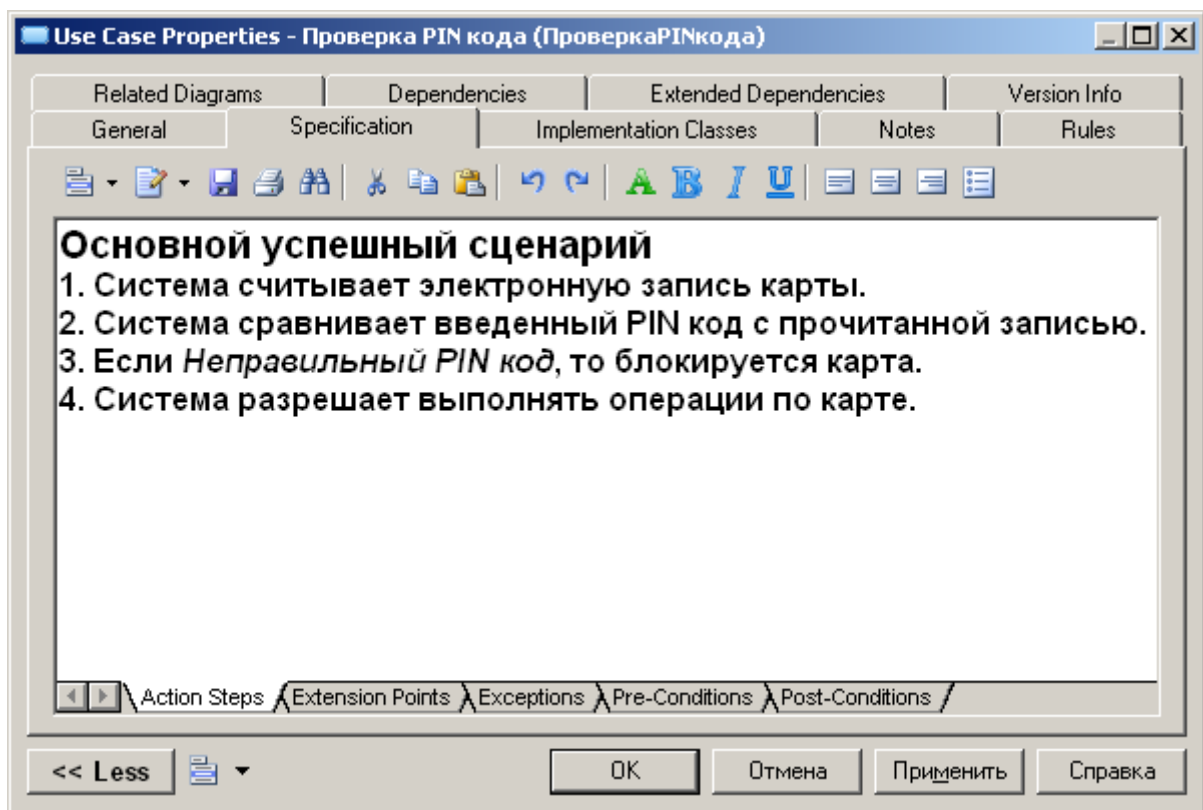 Use Case Properties - Проверка PIN кода (ПроверкаPINкода)
Related Diagrams Dependencies Extended Dependencies Version Info
General Specification Implementation Classes Notes Rules
A B I U
Основной успешный сценарий
1. Система считывает электронную запись карты.
2. Система сравнивает введенный PIN код с прочитанной записью.
3. Если Неправильный PIN код, то блокируется карта.
4. Система разрешает выполнять операции по карте.
Action Steps Extension Points Exceptions Pre-Conditions Post-Conditions
<< Less OK Отмена Применить Справка